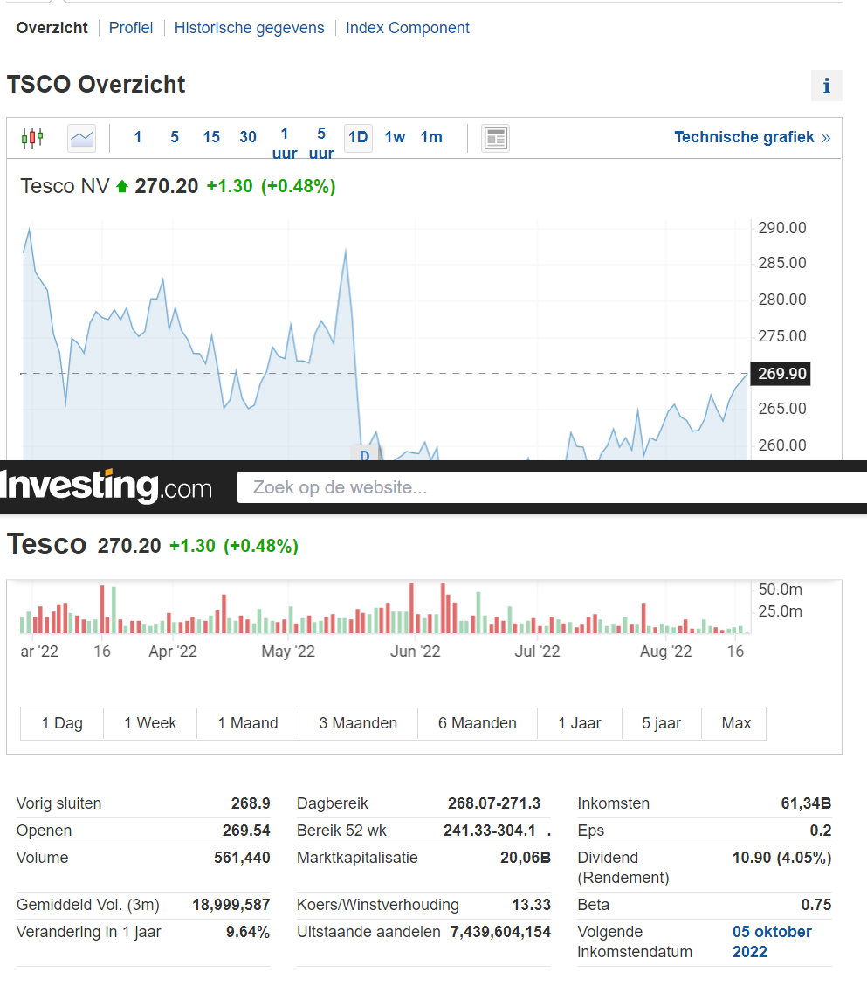 Overzicht Profiel Historische gegevens Index Component
TSCO Overzicht
1 5 15 30 1 uur 5 uur 1D 1w 1m Technische grafiek »
Tesco NV 270.20 +1.30 (+0.48%)
290.00
285.00
280.00
275.00
269.90
265.00
260.00
D
Investing.com Zoek op de website...
Tesco 270.20 +1.30 (+0.48%)
50.0m
25.0m
ar '22 16 Apr '22 May '22 Jun '22 Jul '22 Aug '22 16
1 Dag 1 Week 1 Maand 3 Maanden 6 Maanden 1 Jaar 5 jaar Max
Vorig sluiten 268.9 Dagbereik 268.07-271.3 Inkomsten 61,34B
Openen 269.54 Bereik 52 wk 241.33-304.1 . Eps 0.2
Volume 561,440 Marktkapitalisatie 20,06B Dividend 10.90 (4.05%)
(Rendement)
Gemiddeld Vol. (3m) 18,999,587 Koers/Winstverhouding 13.33 Beta 0.75
Verandering in 1 jaar 9.64% Uitstaande aandelen 7,439,604,154 Volgende 05 oktober
inkomstendatum 2022